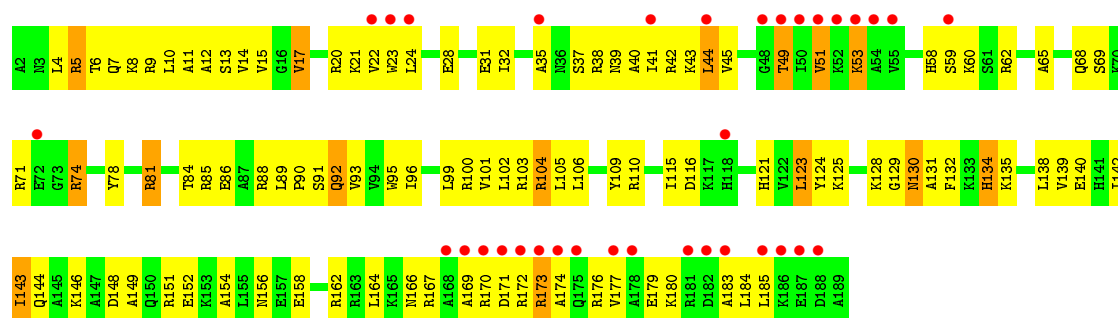 A2 N3 L4 R5 T6 Q7 K8 R9 L10 A11 A12 S13 V14 V15 G16 V17 R20 K21 V22 W23 L24 E28 E31 I32 A35 N36 S37 R38 N39 A40 I41 R42 K43 L44 V45 G48 T49 I50 V51 K52 K53 A54 V55 H58 S59 K60 S61 R62 A65 Q68 S69
R71 E72 G73 R74 Y78 R81 T84 R85 E86 A87 R88 L89 P90 S91 Q92 V93 V94 W95 I96 L99 R100 V101 L102 R103 R104 L105 L106 Y109 R110 I115 D116 K117 H118 H121 V122 L123 Y124 K125 K128 G129 N130 A131 F132 K133 H134 K135 L138 V139 E140 H141 I142
I143 Q144 A145 K146 A147 D148 A149 Q150 R151 E152 K153 A154 L155 N156 E157 E158 R162 R163 L164 K165 N166 R167 A168 A169 R170 D171 R172 R173 A174 Q175 R176 V177 A178 E179 K180 R181 D182 A183 L184 L185 K186 E187 D188 A189